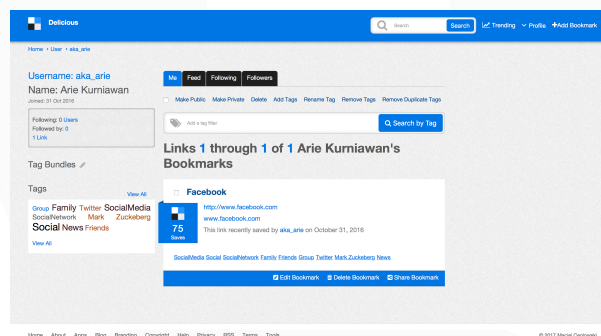 Delicious
Search Search Trending Profile +Add Bookmark
Home › User › aka_arie
Username: aka_arie
Name: Arie Kurniawan
Joined: 31 Oct 2016
Following: 0 Users
Followed by: 0
1 Link
Tag Bundles
Tags View All
Group Family Twitter SocialMedia
SocialNetwork Mark Zuckeberg
Social News Friends
View All
Me Feed Following Followers
Make Public Make Private Delete Add Tags Rename Tag Remove Tags Remove Duplicate Tags
Add a tag filter Search by Tag
Links 1 through 1 of 1 Arie Kurniawan's
Bookmarks
Facebook
75
Saves
http://www.facebook.com
www.facebook.com
This link recently saved by aka_arie on October 31, 2016
SocialMedia Social SocialNetwork Family Friends Group Twitter Mark Zuckeberg News
Edit Bookmark Delete Bookmark Share Bookmark
Home About Apps Blog Branding Copyright Help Privacy RSS Terms Tools
© 2017 Maciej Ceglowski